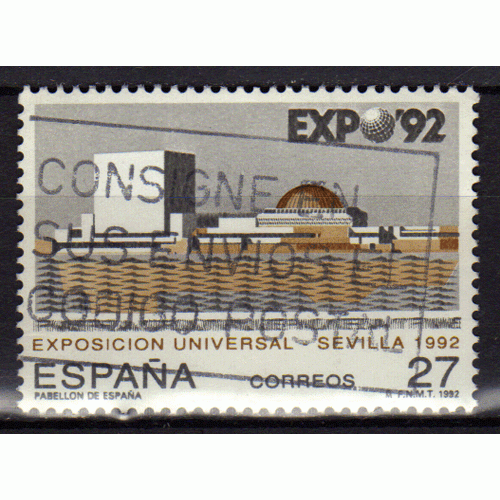 EXPO'92
CONSIGNE EN
SUS ENVIOS EL
CODIGO POSTAL
EXPOSICION UNIVERSAL SEVILLA 1992
ESPAÑA CORREOS 27
PABELLON DE ESPAÑA F.N.M.T. 1992